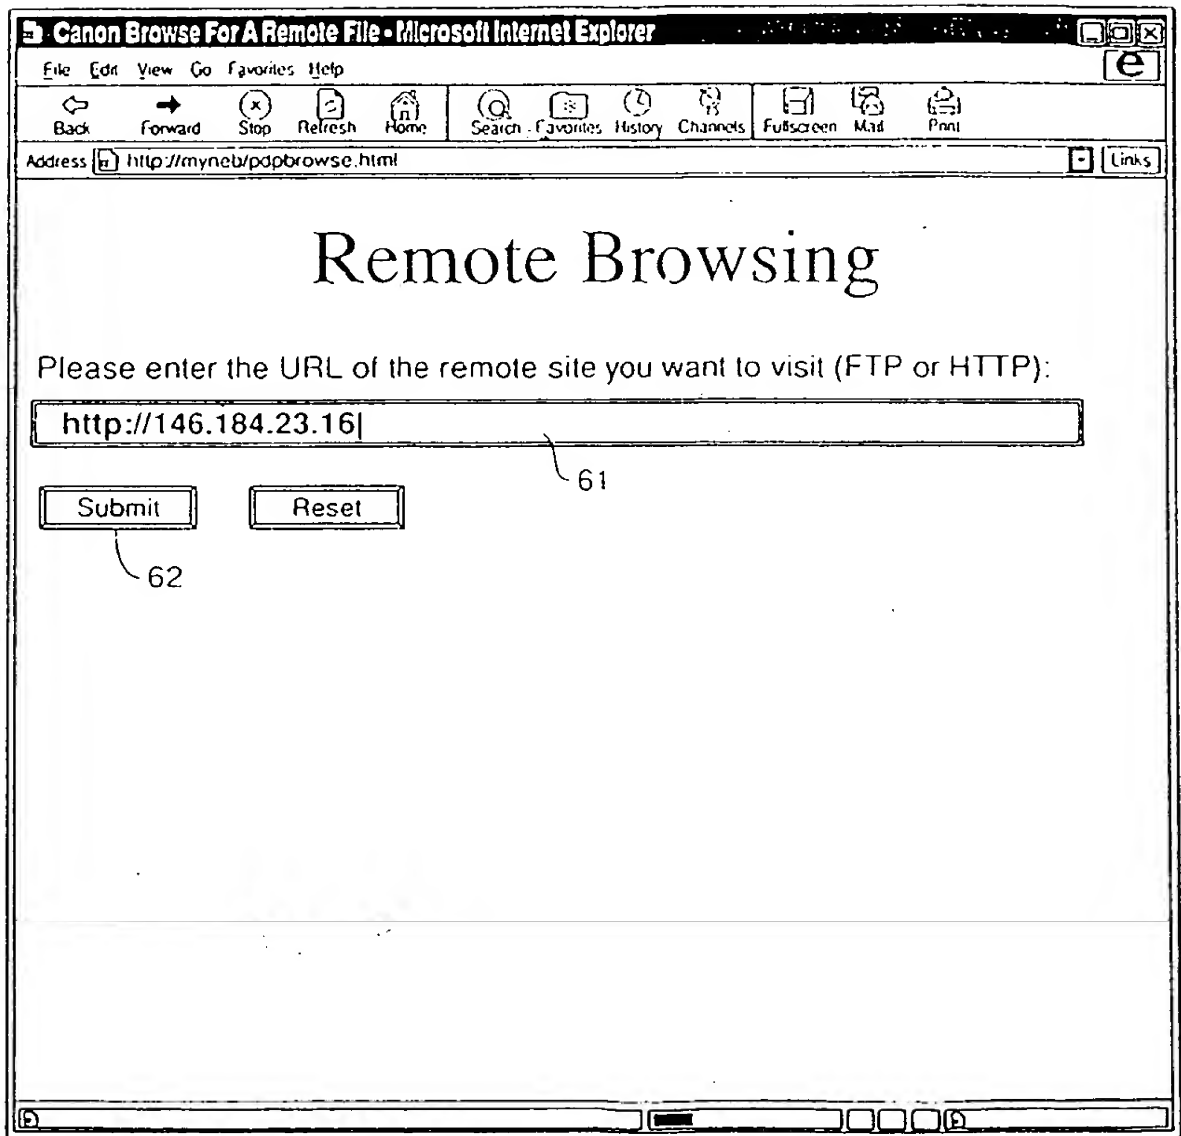 Canon Browse For A Remote File - Microsoft Internet Explorer
File Edit View Go Favorites Help
Back Forward Stop Refresh Home Search Favorites History Channels Fullscreen Mail Print
Address http://myneb/pdpbrowse.html Links
Remote Browsing
Please enter the URL of the remote site you want to visit (FTP or HTTP):
http://146.184.23.16
61
Submit Reset
62